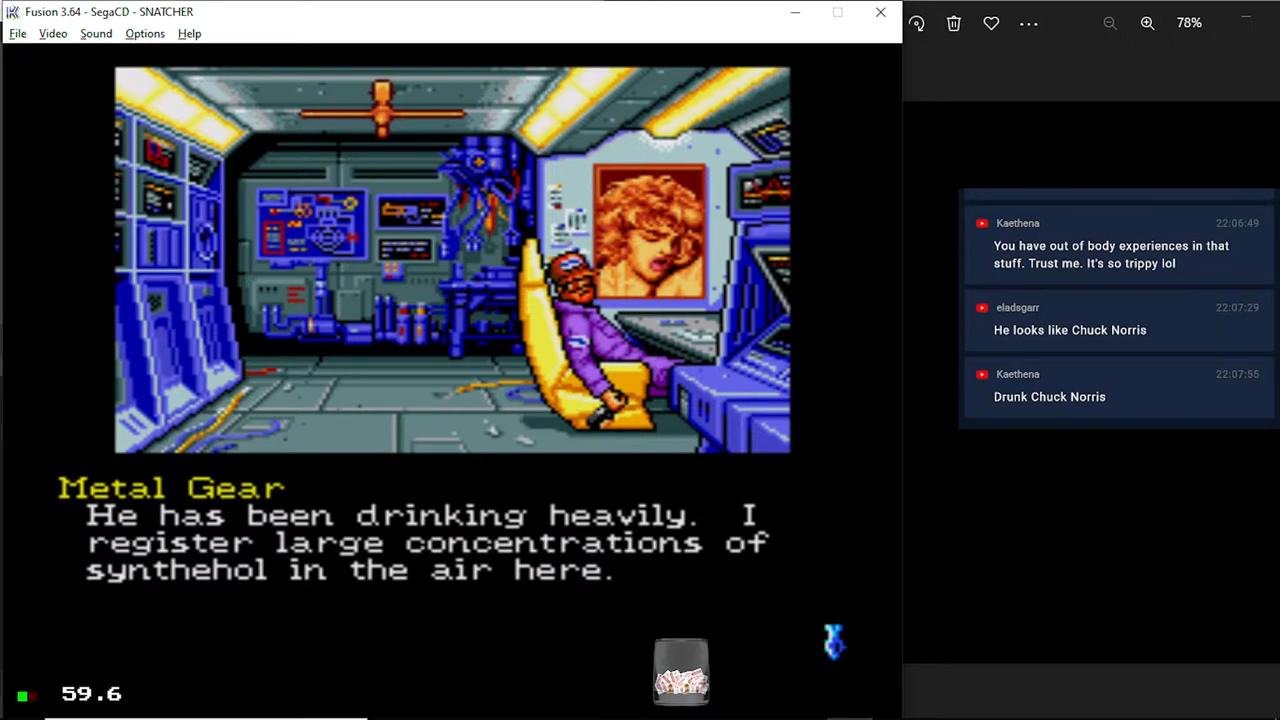 Fusion 3.64 - SegaCD - SNATCHER
File Video Sound Options Help
78%
Kaethena 22:06:49
You have out of body experiences in that
stuff. Trust me. It's so trippy lol
eladsgarr 22:07:29
He looks like Chuck Norris
Kaethena 22:07:55
Drunk Chuck Norris
Metal Gear
He has been drinking heavily. I
register large concentrations of
synthehol in the air here.
59.6